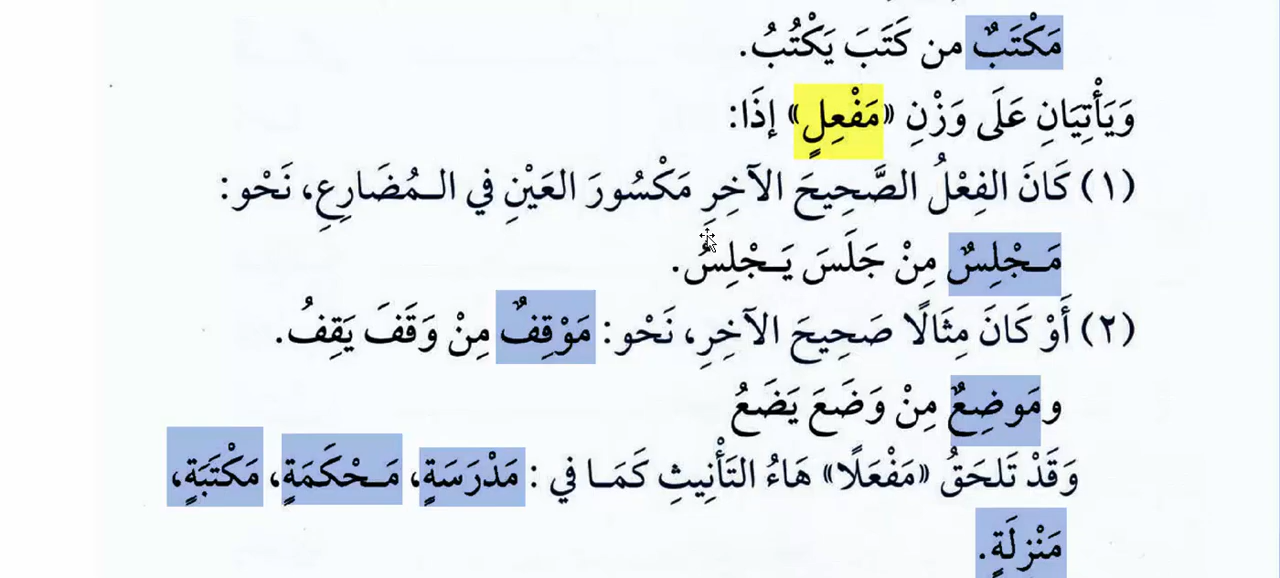 مَكْتَبٌ من كَتَبَ يَكْتُبُ.
وَيَأْتِيَانِ عَلَى وَزْنِ «مَفْعِلٍ» إذَا:
(١) كَانَ الفِعْلُ الصَّحِيحَ الآخِرِ مَكْسُورَ العَيْنِ في الـمُضَارِعِ، نَحْو:
مَـجْلِسٌ مِنْ جَلَسَ يَـجْلِسُ.
(٢) أَوْ كَانَ مِثَالًا صَحِيحَ الآخِرِ، نَحْو: مَوْقِفٌ مِنْ وَقَفَ يَقِفُ.
ومَوضِعٌ مِنْ وَضَعَ يَضَعُ
وَقَدْ تَلحَقُ «مَفْعَلًا» هَاءُ التَأْنِيثِ كَمَـا في : مَدْرَسَةٍ، مَـحْكَمَةٍ، مَكْتَبَةٍ،
مَنْزِلَةٍ.